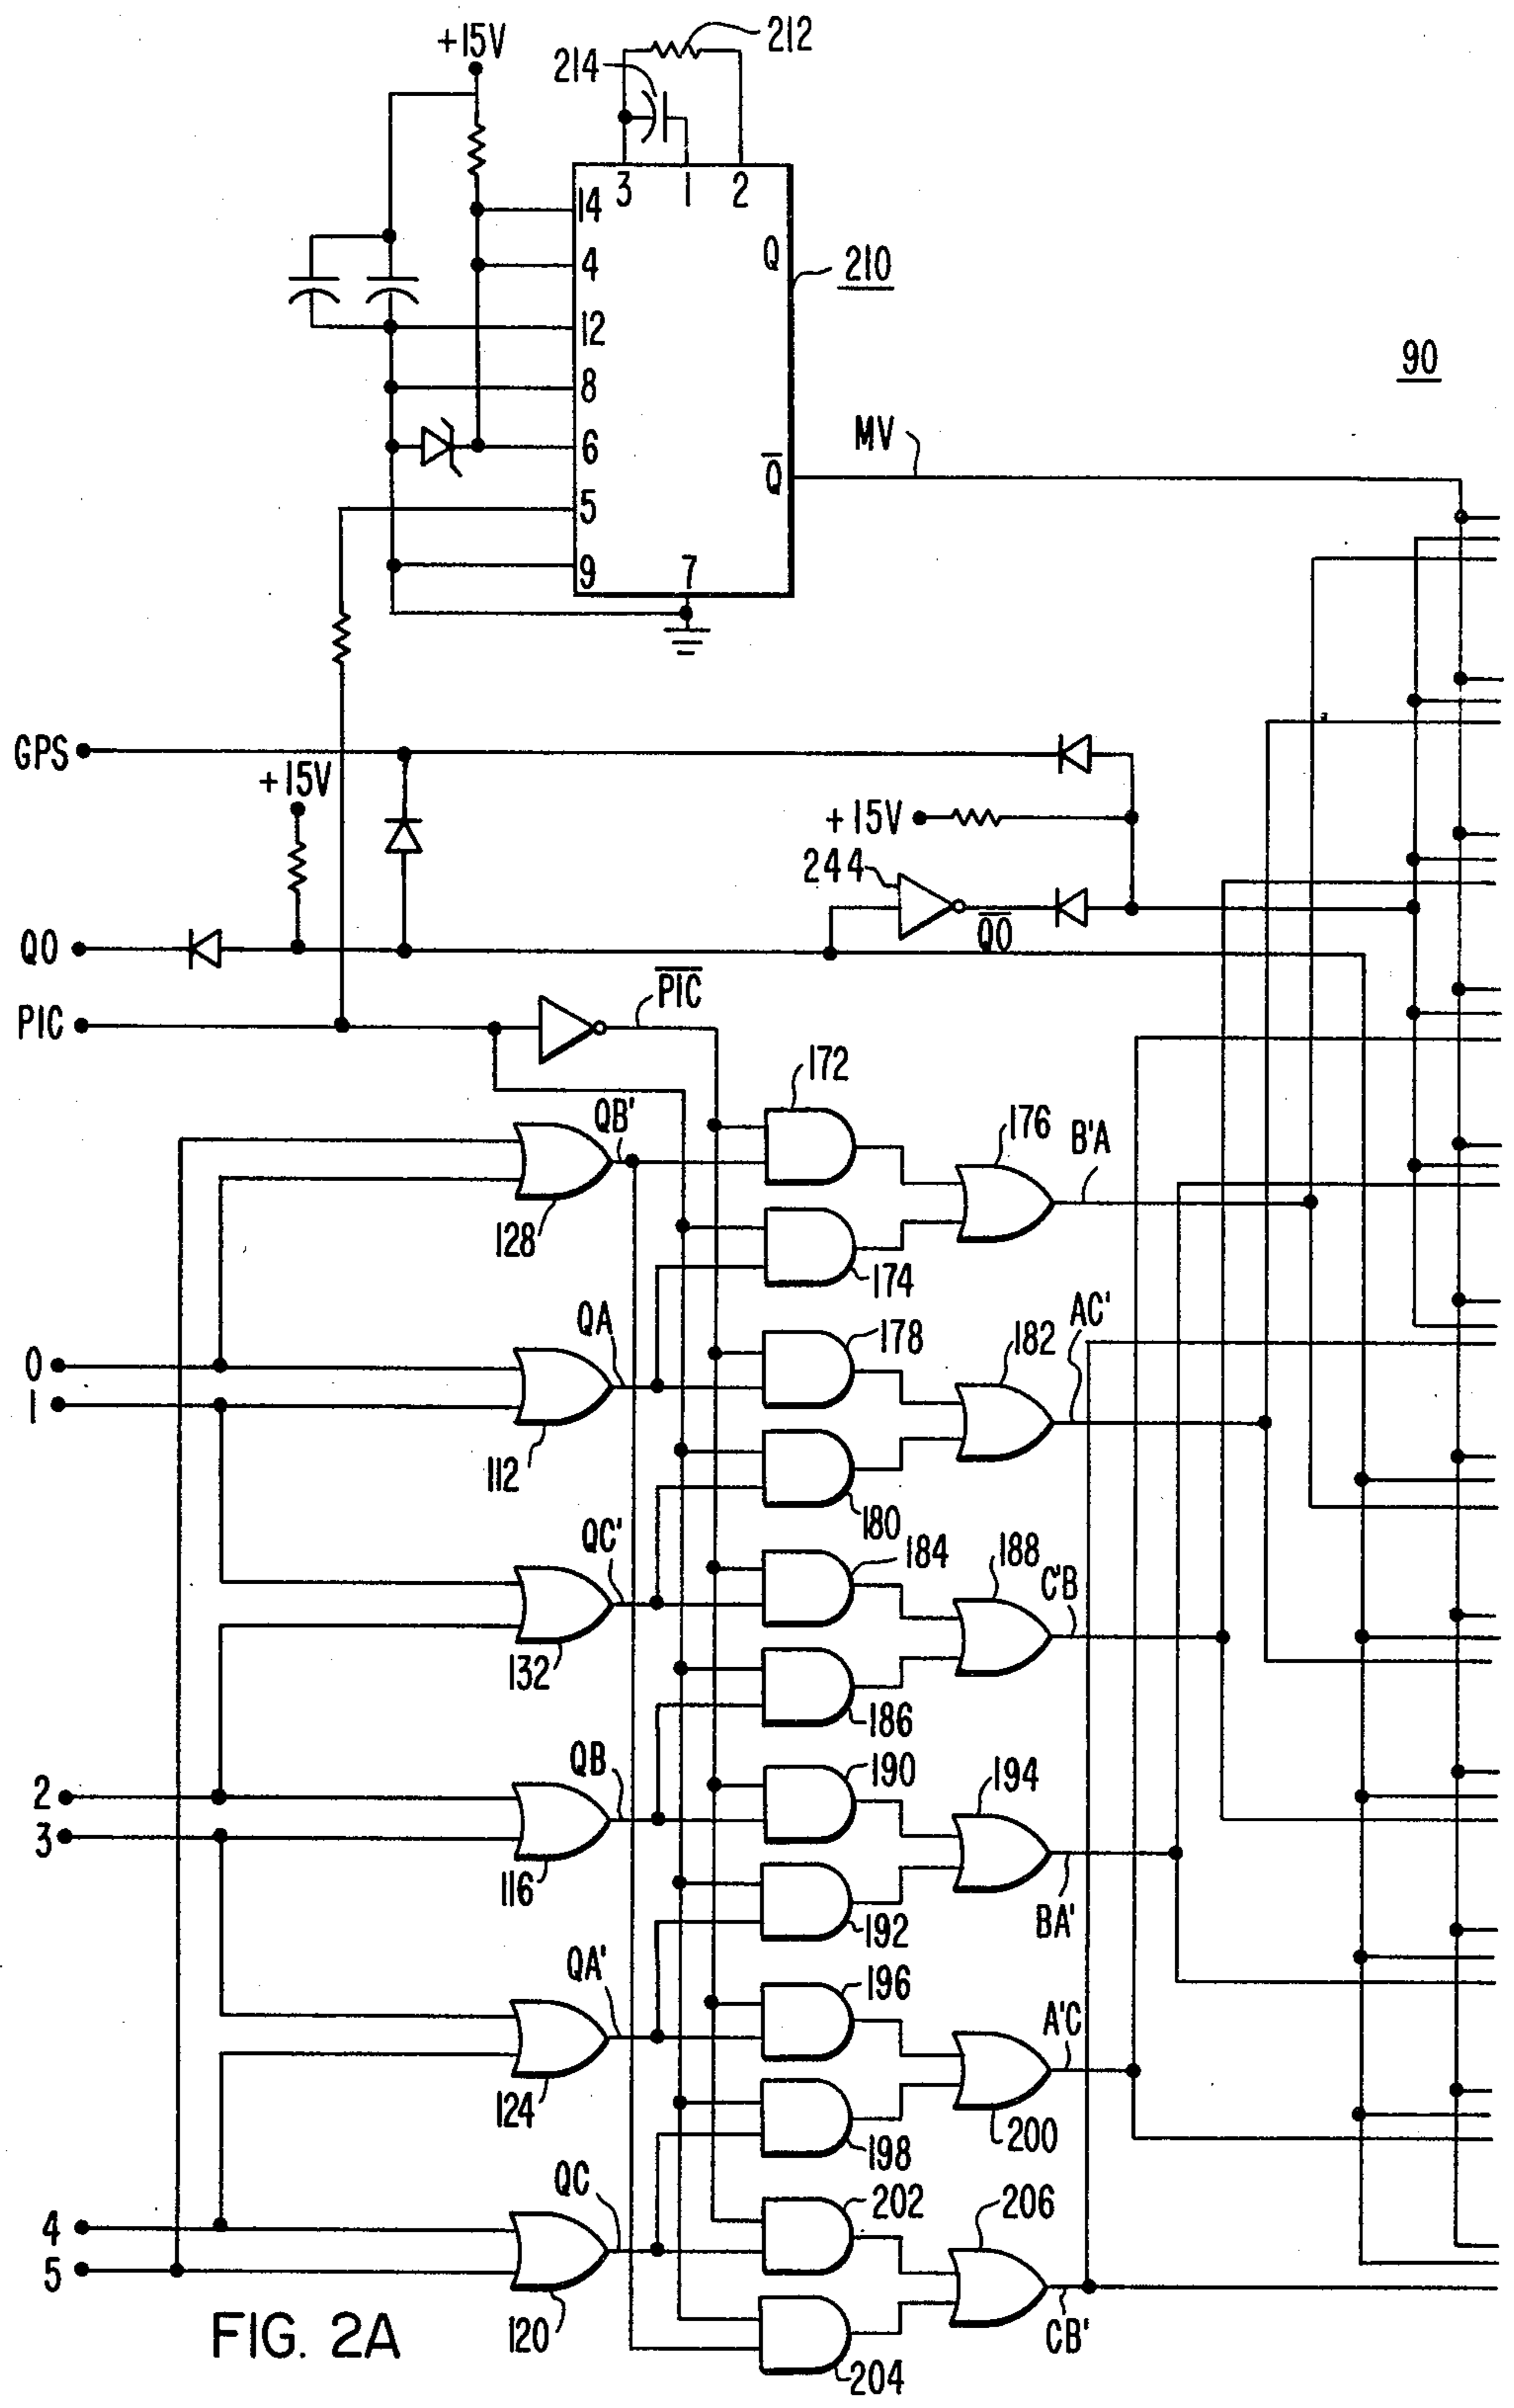 +15V
212
214
3 1 2
14
Q
4
210
12
90
8
MV
6
Q̅
5
9
7
GPS
+15V
+15V
244
Q0
Q̅0̅
PIC
P̅I̅C̅
172
QB'
176
B'A
128
174
QA
178
AC'
182
0
1
112
180
QC'
184
188
C'B
132
186
QB
190
194
2
3
116
192
BA'
QA'
196
A'C
124
200
198
QC
202
206
4
5
120
CB'
204
FIG. 2A